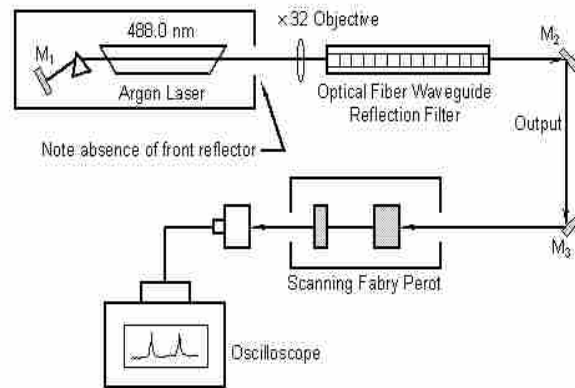 488.0 nm
×32 Objective
M1
M2
Argon Laser
Optical Fiber Waveguide
Reflection Filter
Output
Note absence of front reflector
M3
Scanning Fabry Perot
Oscilloscope